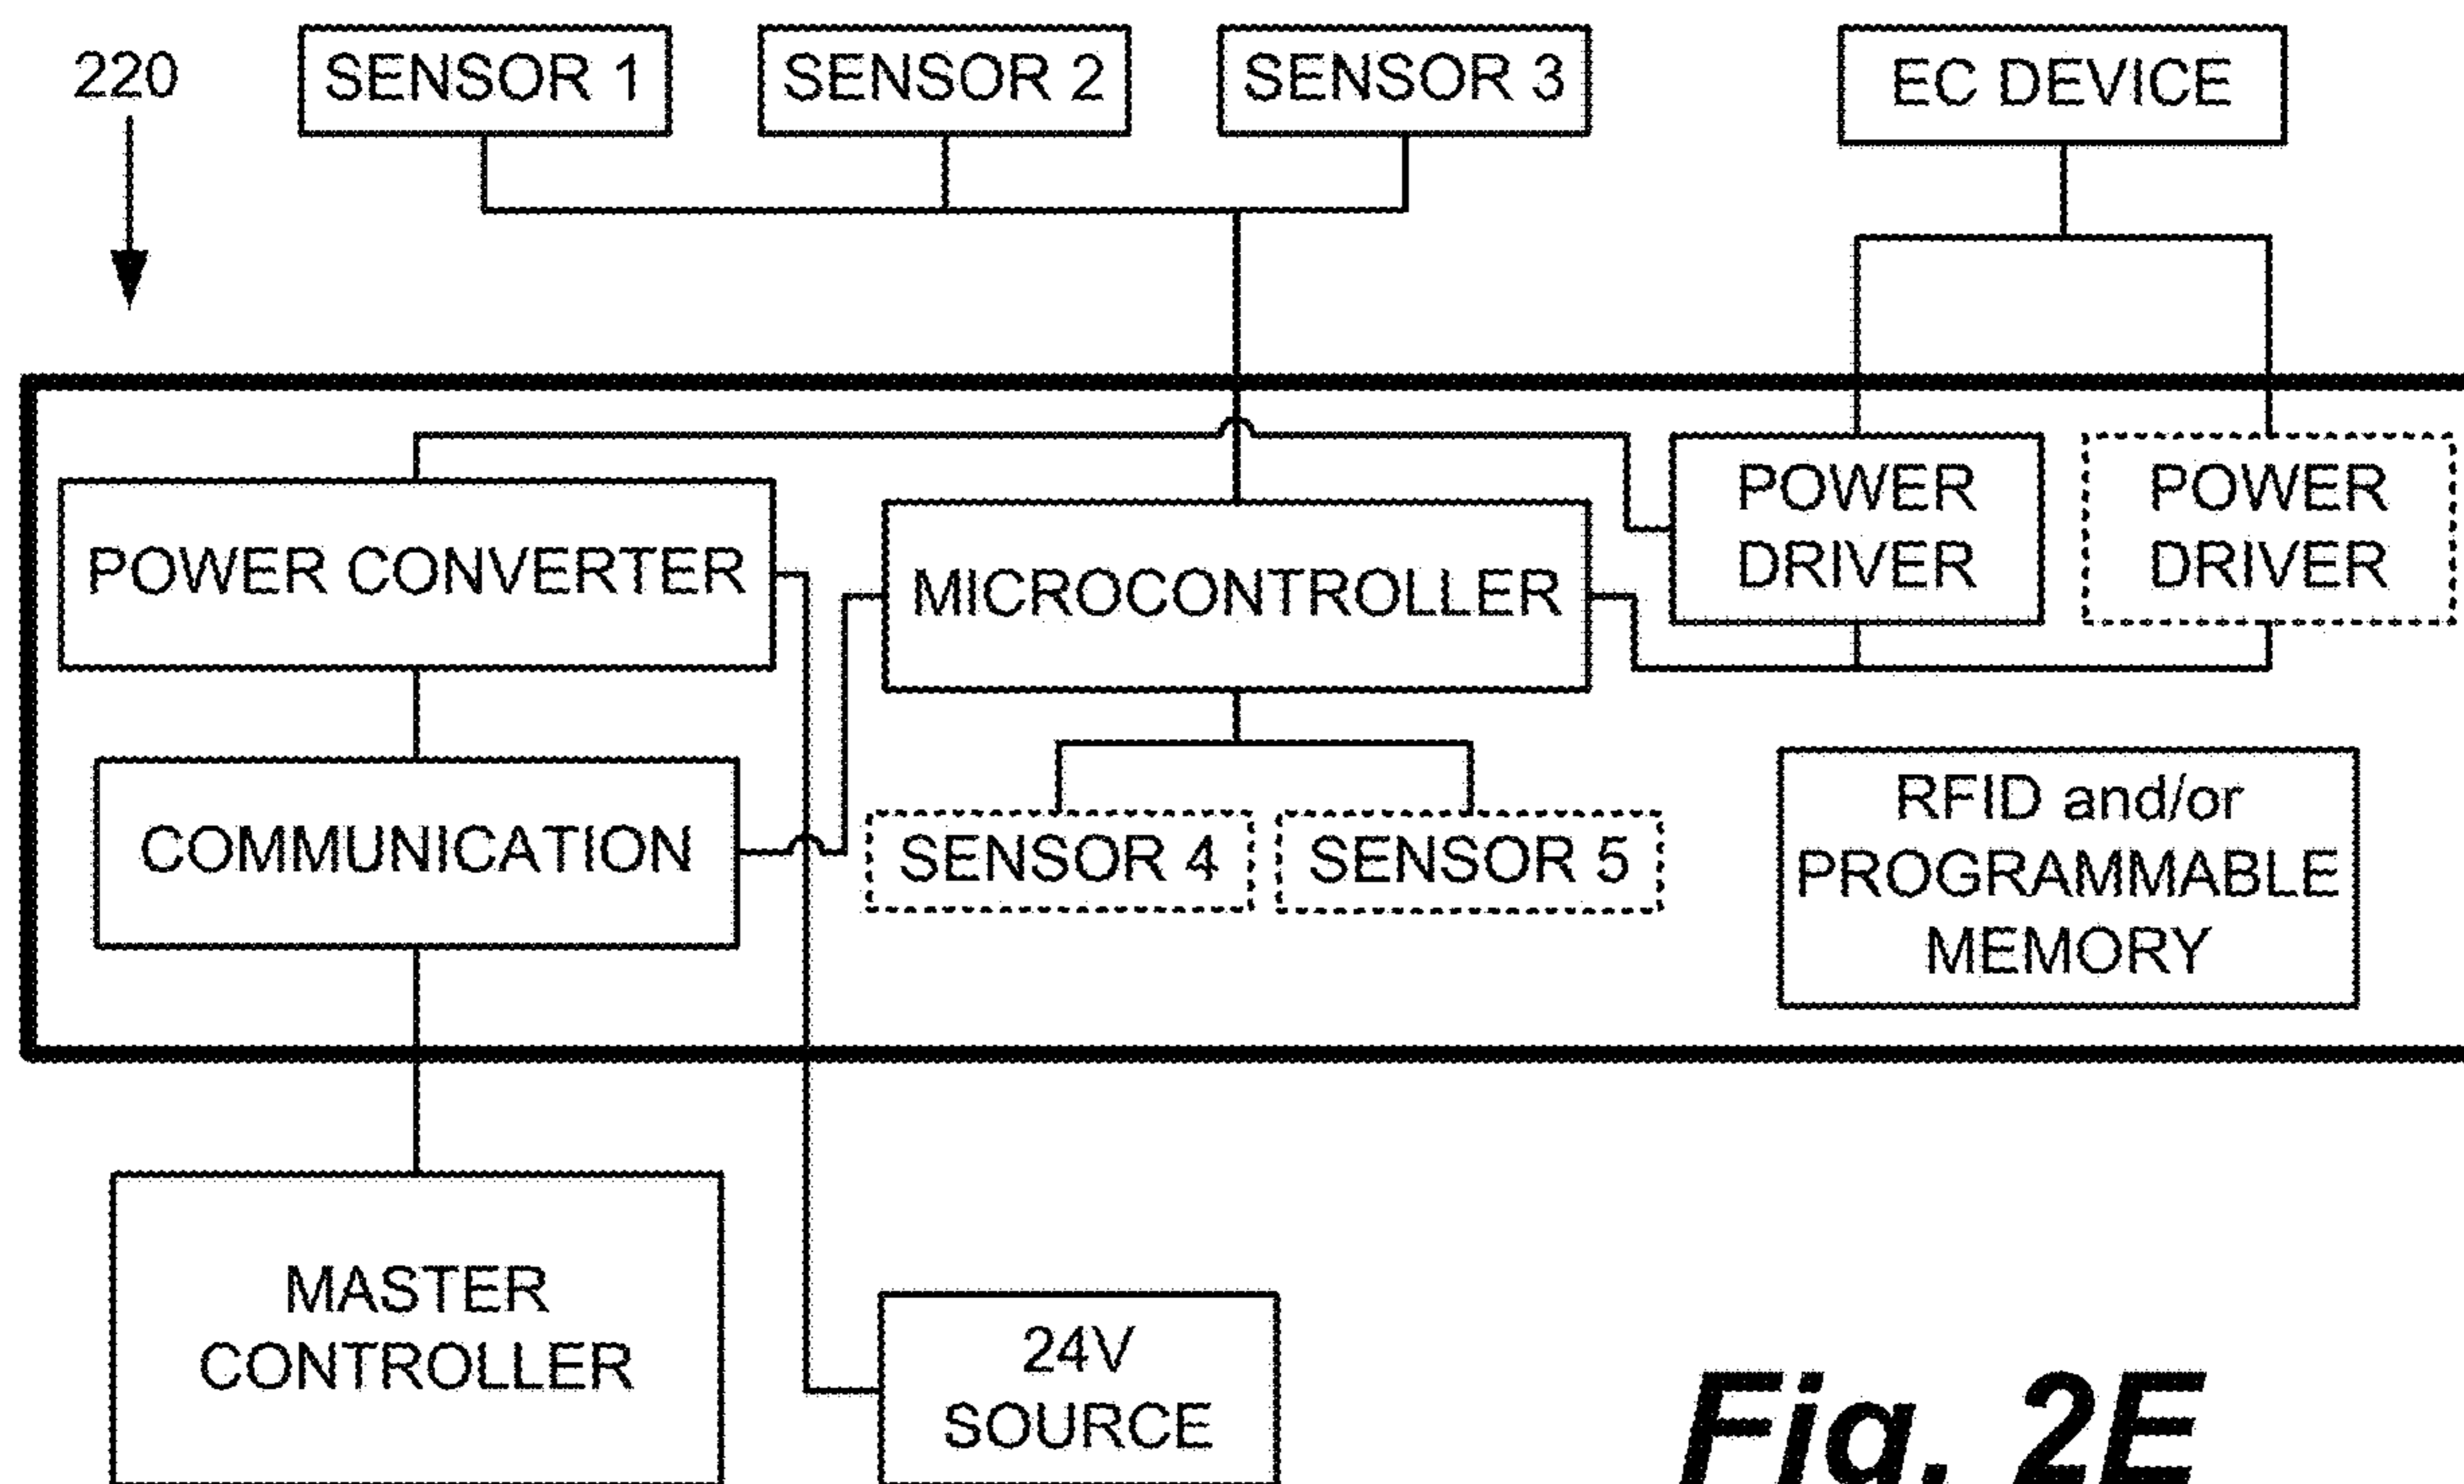 220
SENSOR 1
SENSOR 2
SENSOR 3
EC DEVICE
POWER CONVERTER
MICROCONTROLLER
POWER
DRIVER
POWER
DRIVER
COMMUNICATION
SENSOR 4
SENSOR 5
RFID and/or
PROGRAMMABLE
MEMORY
MASTER
CONTROLLER
24V
SOURCE
Fig. 2E